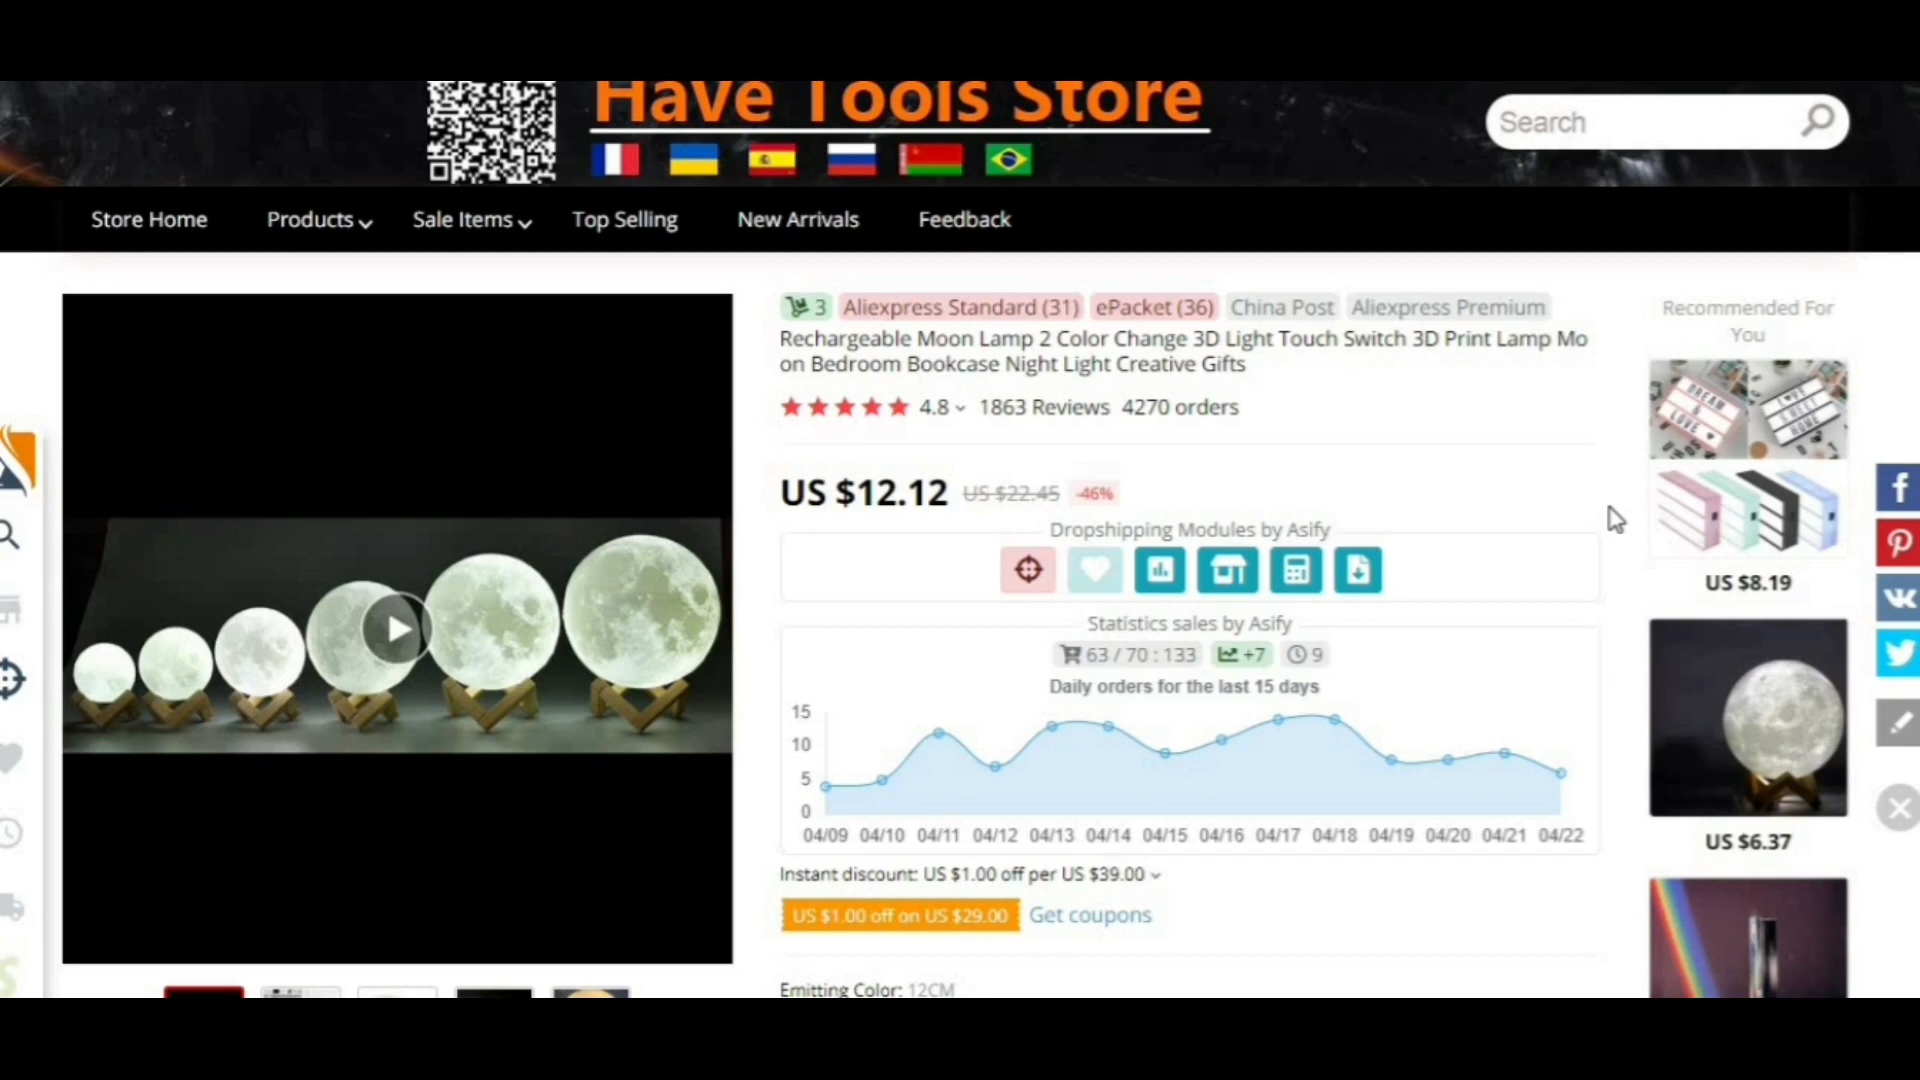 Have Tools Store
Search
Store Home Products Sale Items Top Selling New Arrivals Feedback
3 Aliexpress Standard (31) ePacket (36) China Post Aliexpress Premium
Rechargeable Moon Lamp 2 Color Change 3D Light Touch Switch 3D Print Lamp Mo
on Bedroom Bookcase Night Light Creative Gifts
4.8 1863 Reviews 4270 orders
US $12.12 US $22.45 -46%
Dropshipping Modules by Asify
Statistics sales by Asify
63 / 70 : 133 +7 9
Daily orders for the last 15 days
15
10
5
0
04/09 04/10 04/11 04/12 04/13 04/14 04/15 04/16 04/17 04/18 04/19 04/20 04/21 04/22
Instant discount: US $1.00 off per US $39.00
US $1.00 off on US $29.00 Get coupons
Emitting Color: 12CM
Recommended For
You
DREAM
&
LOVE
LOVE
SWEET
HOME
US $8.19
US $6.37